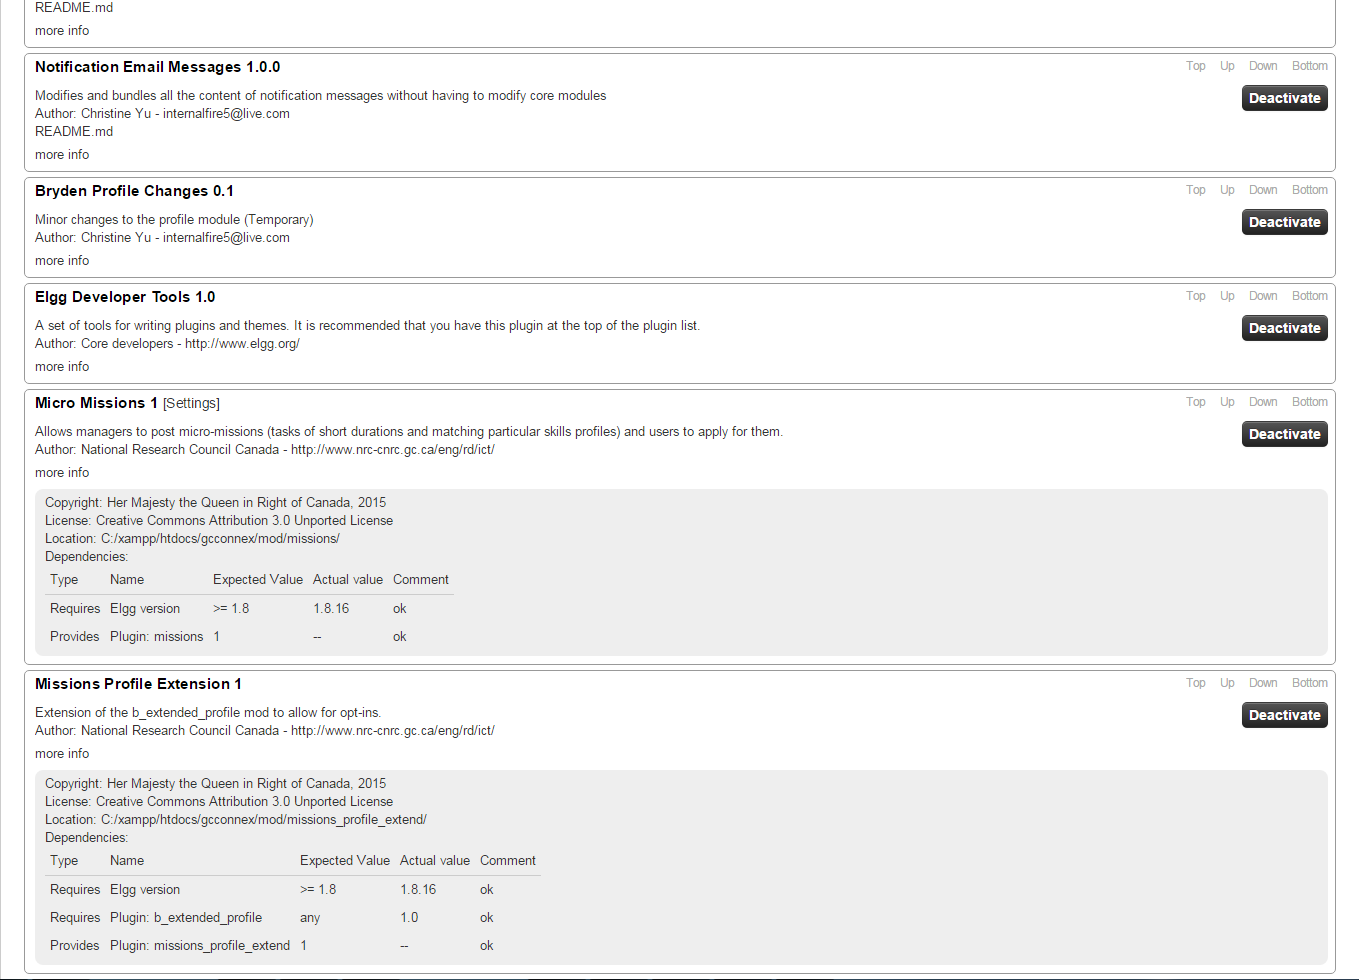 README.md
more info
Notification Email Messages 1.0.0
Top Up Down Bottom
Modifies and bundles all the content of notification messages without having to modify core modules
Deactivate
Author: Christine Yu - internalfire5@live.com
README.md
more info
Bryden Profile Changes 0.1
Top Up Down Bottom
Minor changes to the profile module (Temporary)
Deactivate
Author: Christine Yu - internalfire5@live.com
more info
Elgg Developer Tools 1.0
Top Up Down Bottom
A set of tools for writing plugins and themes. It is recommended that you have this plugin at the top of the plugin list.
Deactivate
Author: Core developers - http://www.elgg.org/
more info
Micro Missions 1 [Settings]
Top Up Down Bottom
Allows managers to post micro-missions (tasks of short durations and matching particular skills profiles) and users to apply for them.
Deactivate
Author: National Research Council Canada - http://www.nrc-cnrc.gc.ca/eng/rd/ict/
more info
Copyright: Her Majesty the Queen in Right of Canada, 2015
License: Creative Commons Attribution 3.0 Unported License
Location: C:/xampp/htdocs/gcconnex/mod/missions/
Dependencies:
Type Name Expected Value Actual value Comment
Requires Elgg version >= 1.8 1.8.16 ok
Provides Plugin: missions 1 -- ok
Missions Profile Extension 1
Top Up Down Bottom
Extension of the b_extended_profile mod to allow for opt-ins.
Deactivate
Author: National Research Council Canada - http://www.nrc-cnrc.gc.ca/eng/rd/ict/
more info
Copyright: Her Majesty the Queen in Right of Canada, 2015
License: Creative Commons Attribution 3.0 Unported License
Location: C:/xampp/htdocs/gcconnex/mod/missions_profile_extend/
Dependencies:
Type Name Expected Value Actual value Comment
Requires Elgg version >= 1.8 1.8.16 ok
Requires Plugin: b_extended_profile any 1.0 ok
Provides Plugin: missions_profile_extend 1 -- ok